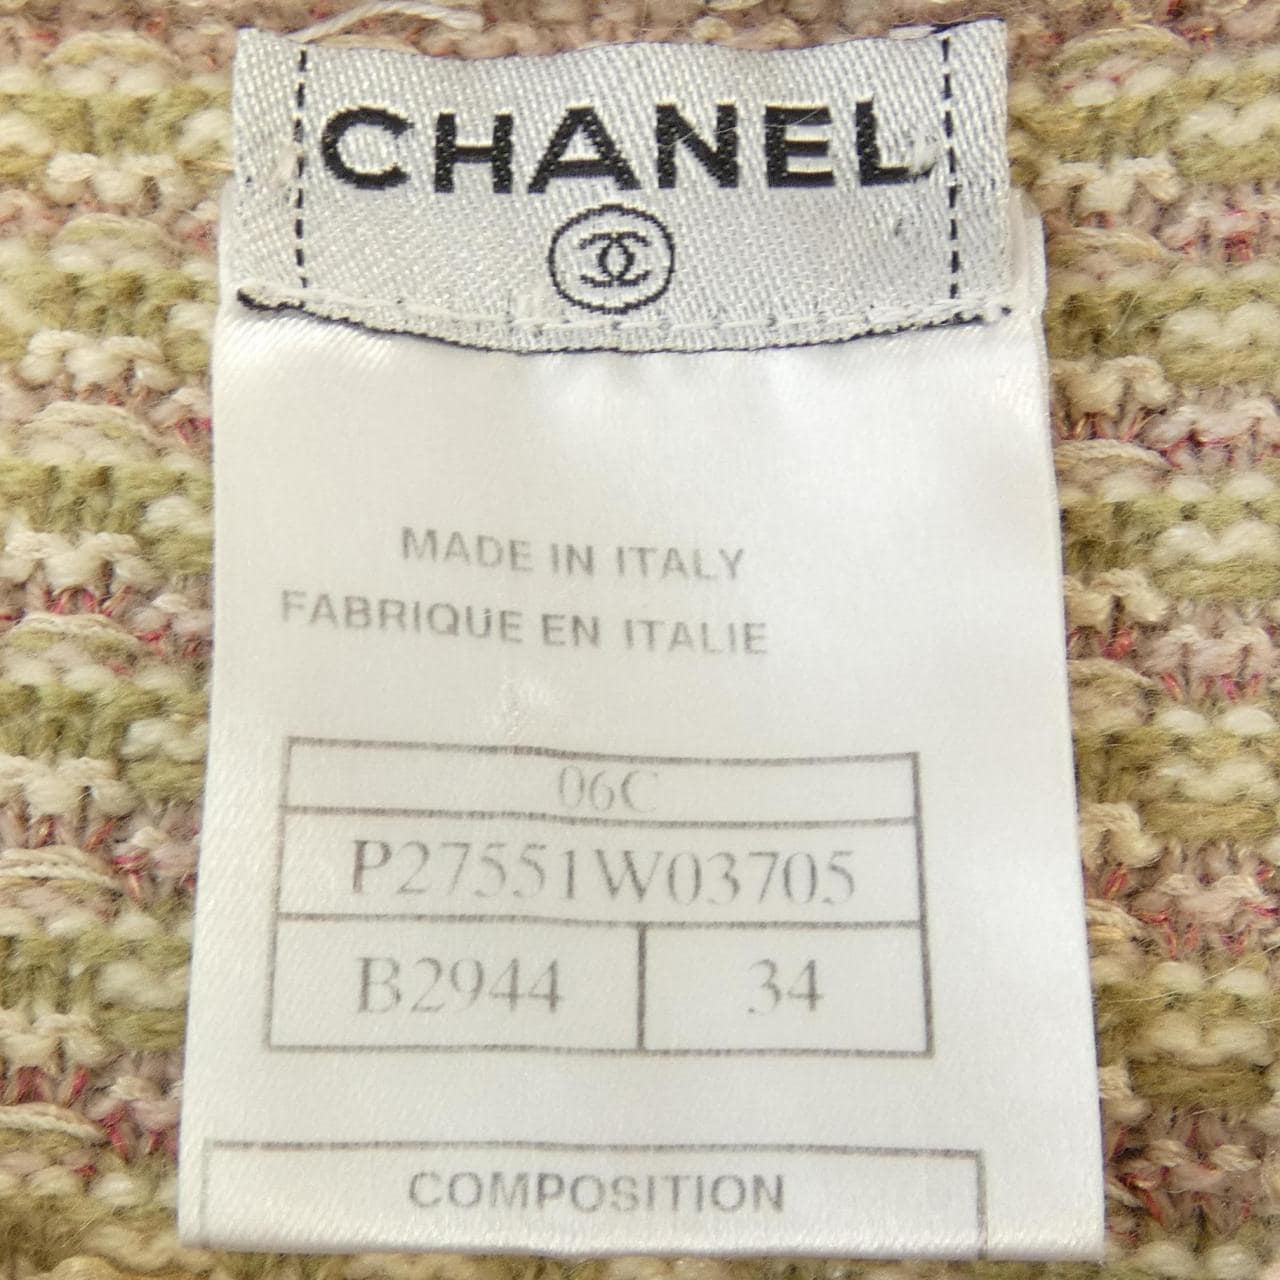 CHANEL
MADE IN ITALY
FABRIQUE EN ITALIE
06C
P27551W03705
B2944 34
COMPOSITION